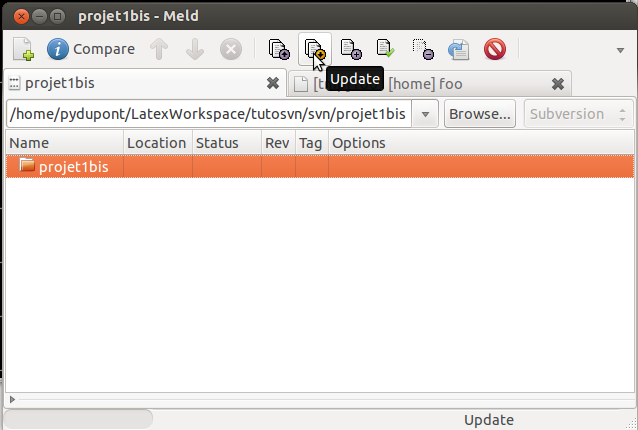 projet1bis - Meld
Compare
projet1bis
[home] foo
Update
/home/pydupont/LatexWorkspace/tutosvn/svn/projet1bis
Browse...
Subversion
Name Location Status Rev Tag Options
projet1bis
Update